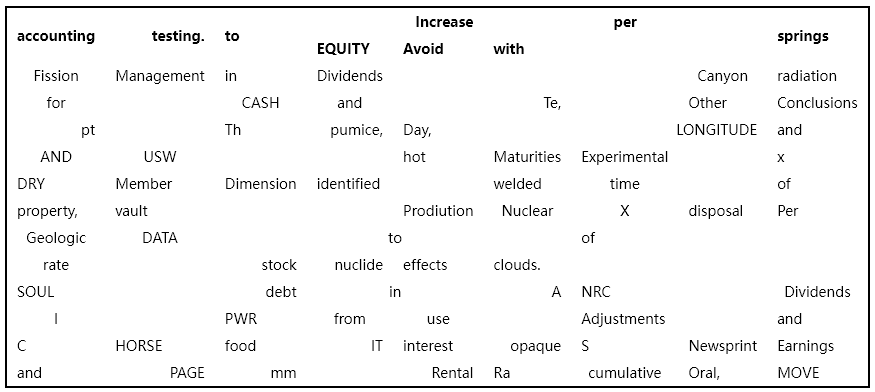 Increase per
accounting testing. to springs
EQUITY Avoid with
Fission Management in Dividends Canyon radiation
for CASH and Te, Other Conclusions
pt Th pumice, Day, LONGITUDE and
AND USW hot Maturities Experimental x
DRY Member Dimension identified welded time of
property, vault Prodiution Nuclear X disposal Per
Geologic DATA to of
rate stock nuclide effects clouds.
SOUL debt in A NRC Dividends
I PWR from use Adjustments and
C HORSE food IT interest opaque S Newsprint Earnings
and PAGE mm Rental Ra cumulative Oral, MOVE